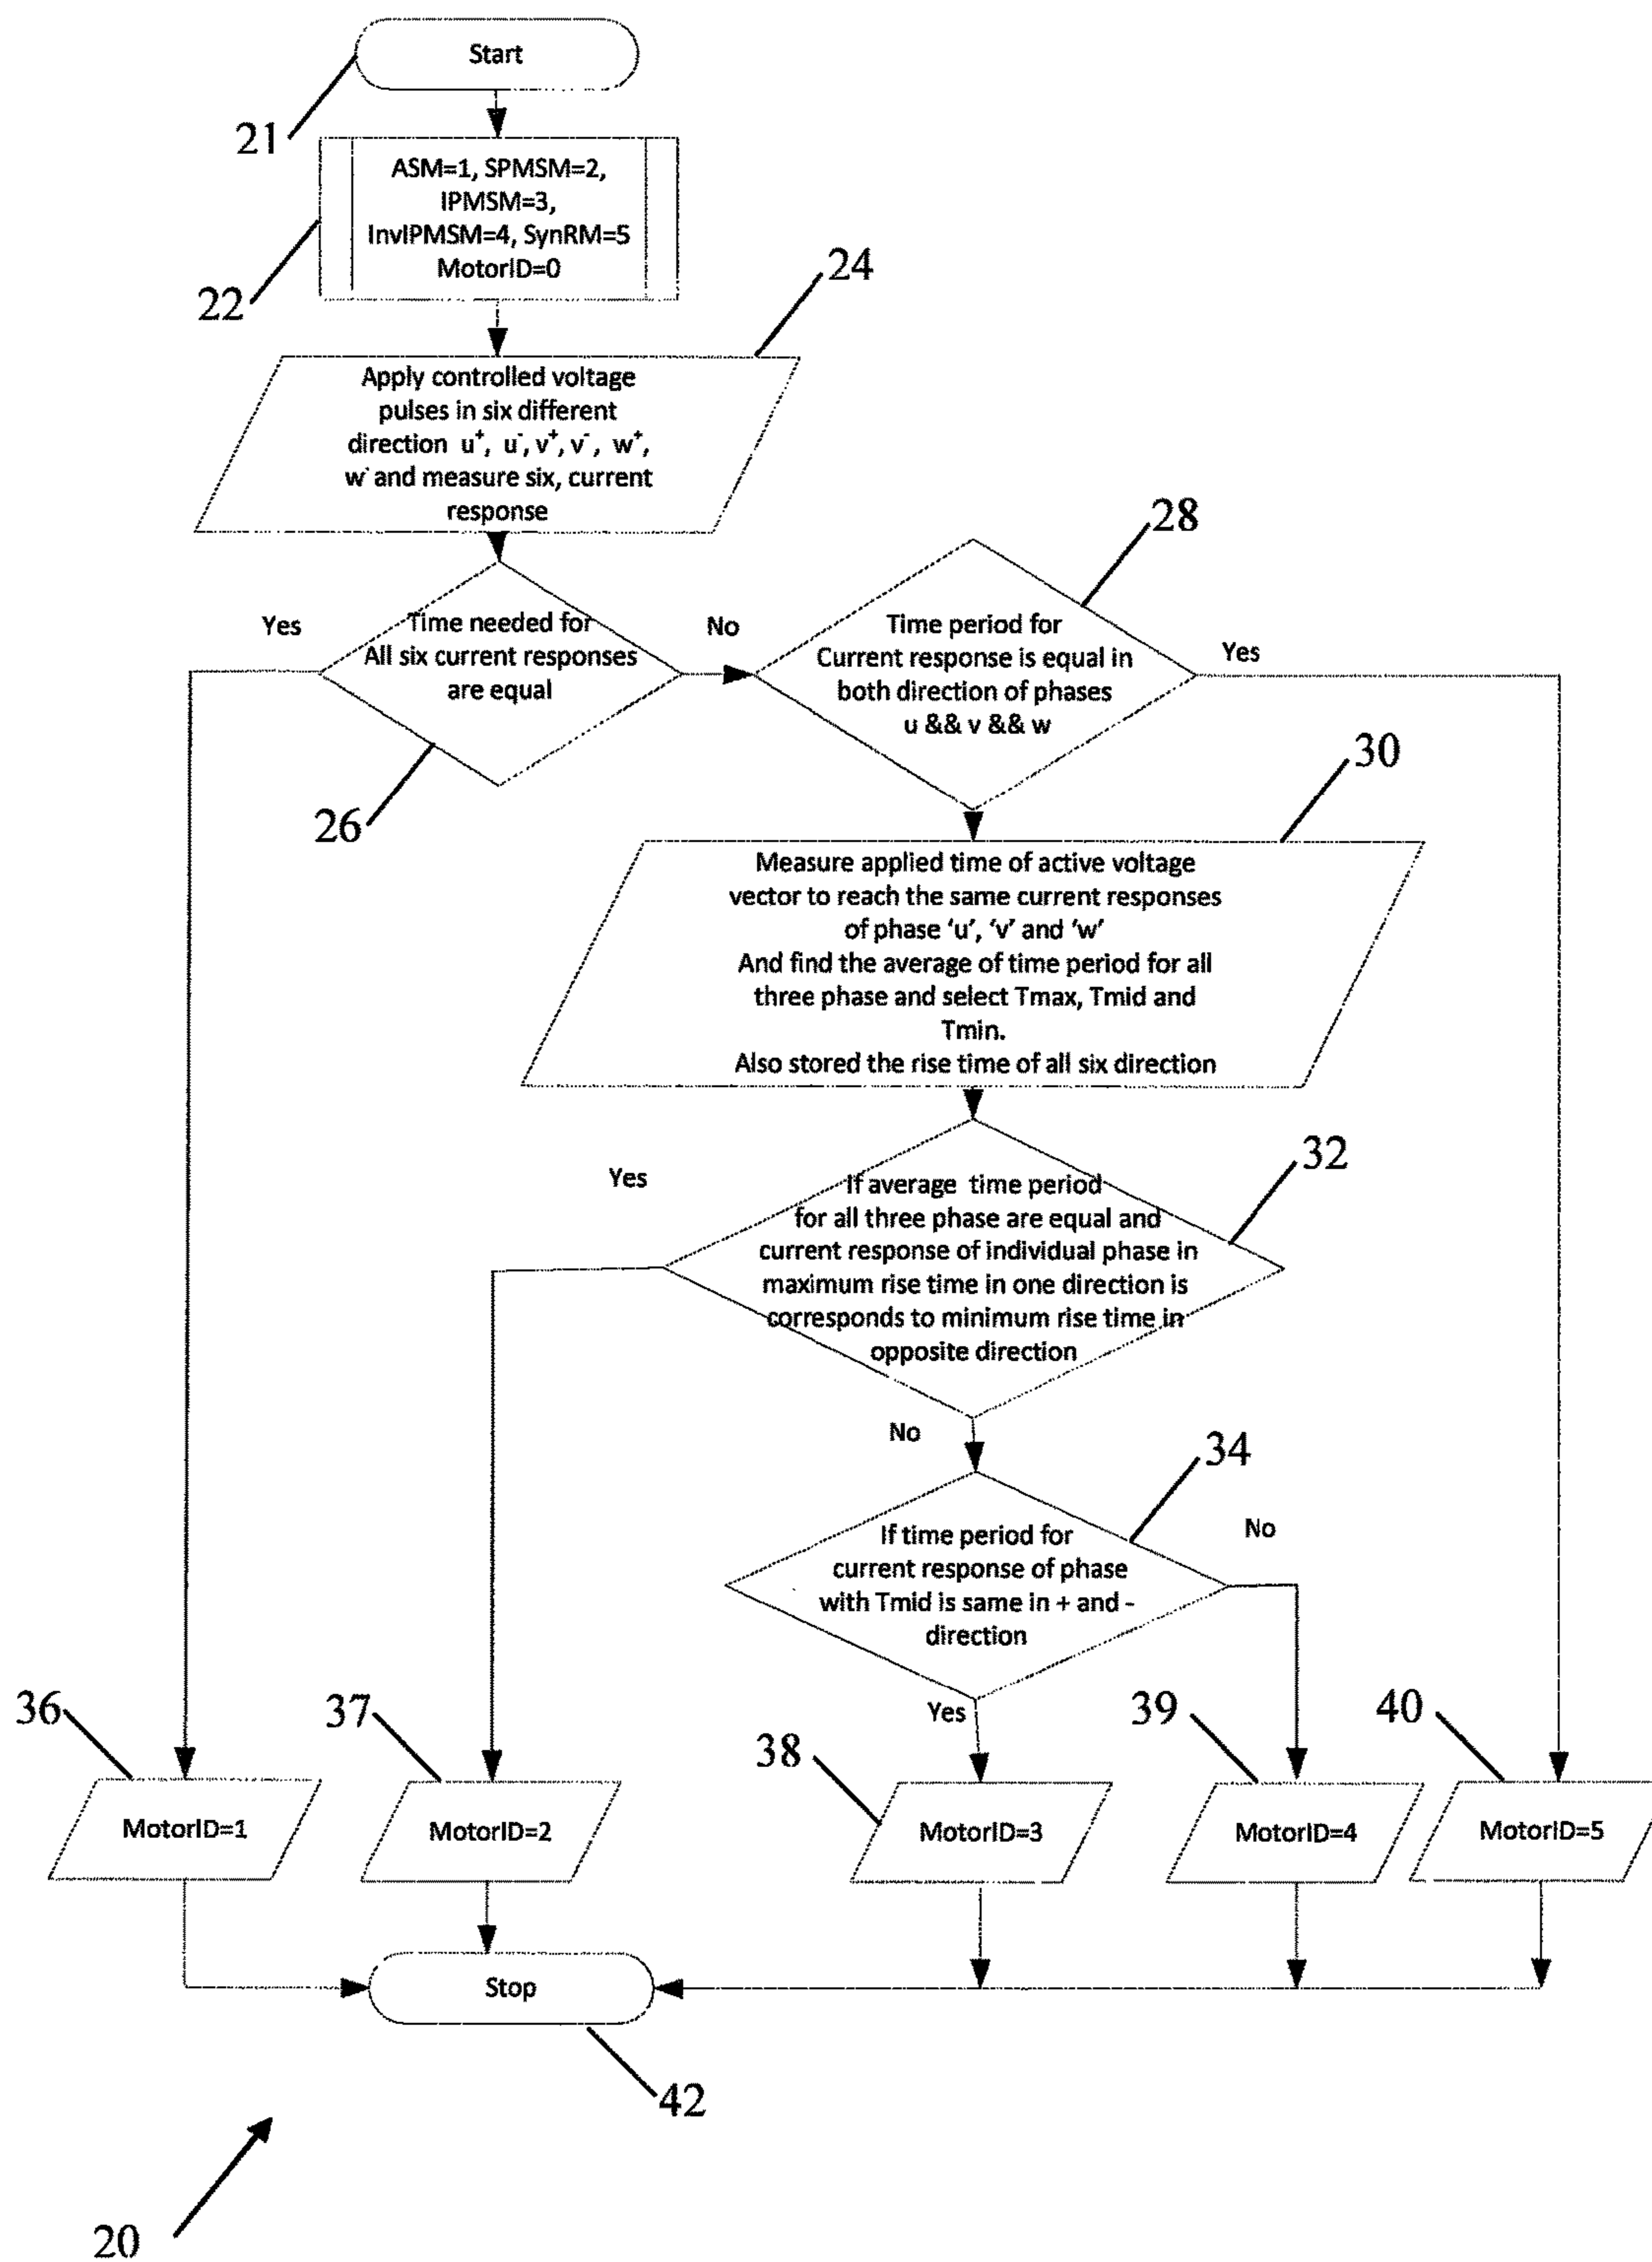 Start
21
ASM=1, SPMSM=2,
IPMSM=3,
InvIPMSM=4, SynRM=5
MotorID=0
22
24
Apply controlled voltage
pulses in six different
direction u⁺, u⁻, v⁺, v⁻, w⁺,
w⁻ and measure six, current
response
28
Yes
Time needed for
All six current responses
are equal
No
26
Time period for
Current response is equal in
both direction of phases
u && v && w
Yes
30
Measure applied time of active voltage
vector to reach the same current responses
of phase ‘u’, ‘v’ and ‘w’
And find the average of time period for all
three phase and select Tmax, Tmid and
Tmin.
Also stored the rise time of all six direction
32
Yes
If average time period
for all three phase are equal and
current response of individual phase in
maximum rise time in one direction is
corresponds to minimum rise time in
opposite direction
No
34
If time period for
current response of phase
with Tmid is same in + and -
direction
No
Yes
36
37
38
39
40
MotorID=1
MotorID=2
MotorID=3
MotorID=4
MotorID=5
Stop
42
20